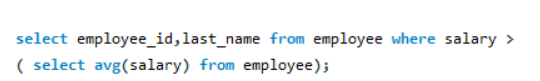 select employee_id,last_name from employee where salary >
( select avg(salary) from employee);